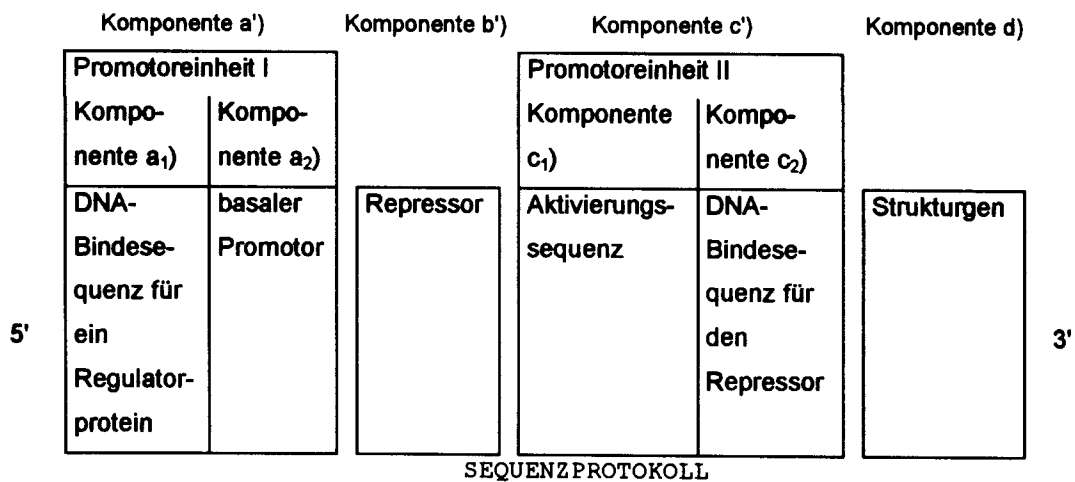 Komponente a') Komponente b') Komponente c') Komponente d)
Promotoreinheit I
Kompo-
nente a₁)
Kompo-
nente a₂)
DNA-
Bindese-
quenz für
ein
Regulator-
protein
basaler
Promotor
Repressor
Promotoreinheit II
Komponente
c₁)
Kompo-
nente c₂)
Aktivierungs-
sequenz
DNA-
Bindese-
quenz für
den
Repressor
Strukturgen
5'
3'
SEQUENZPROTOKOLL